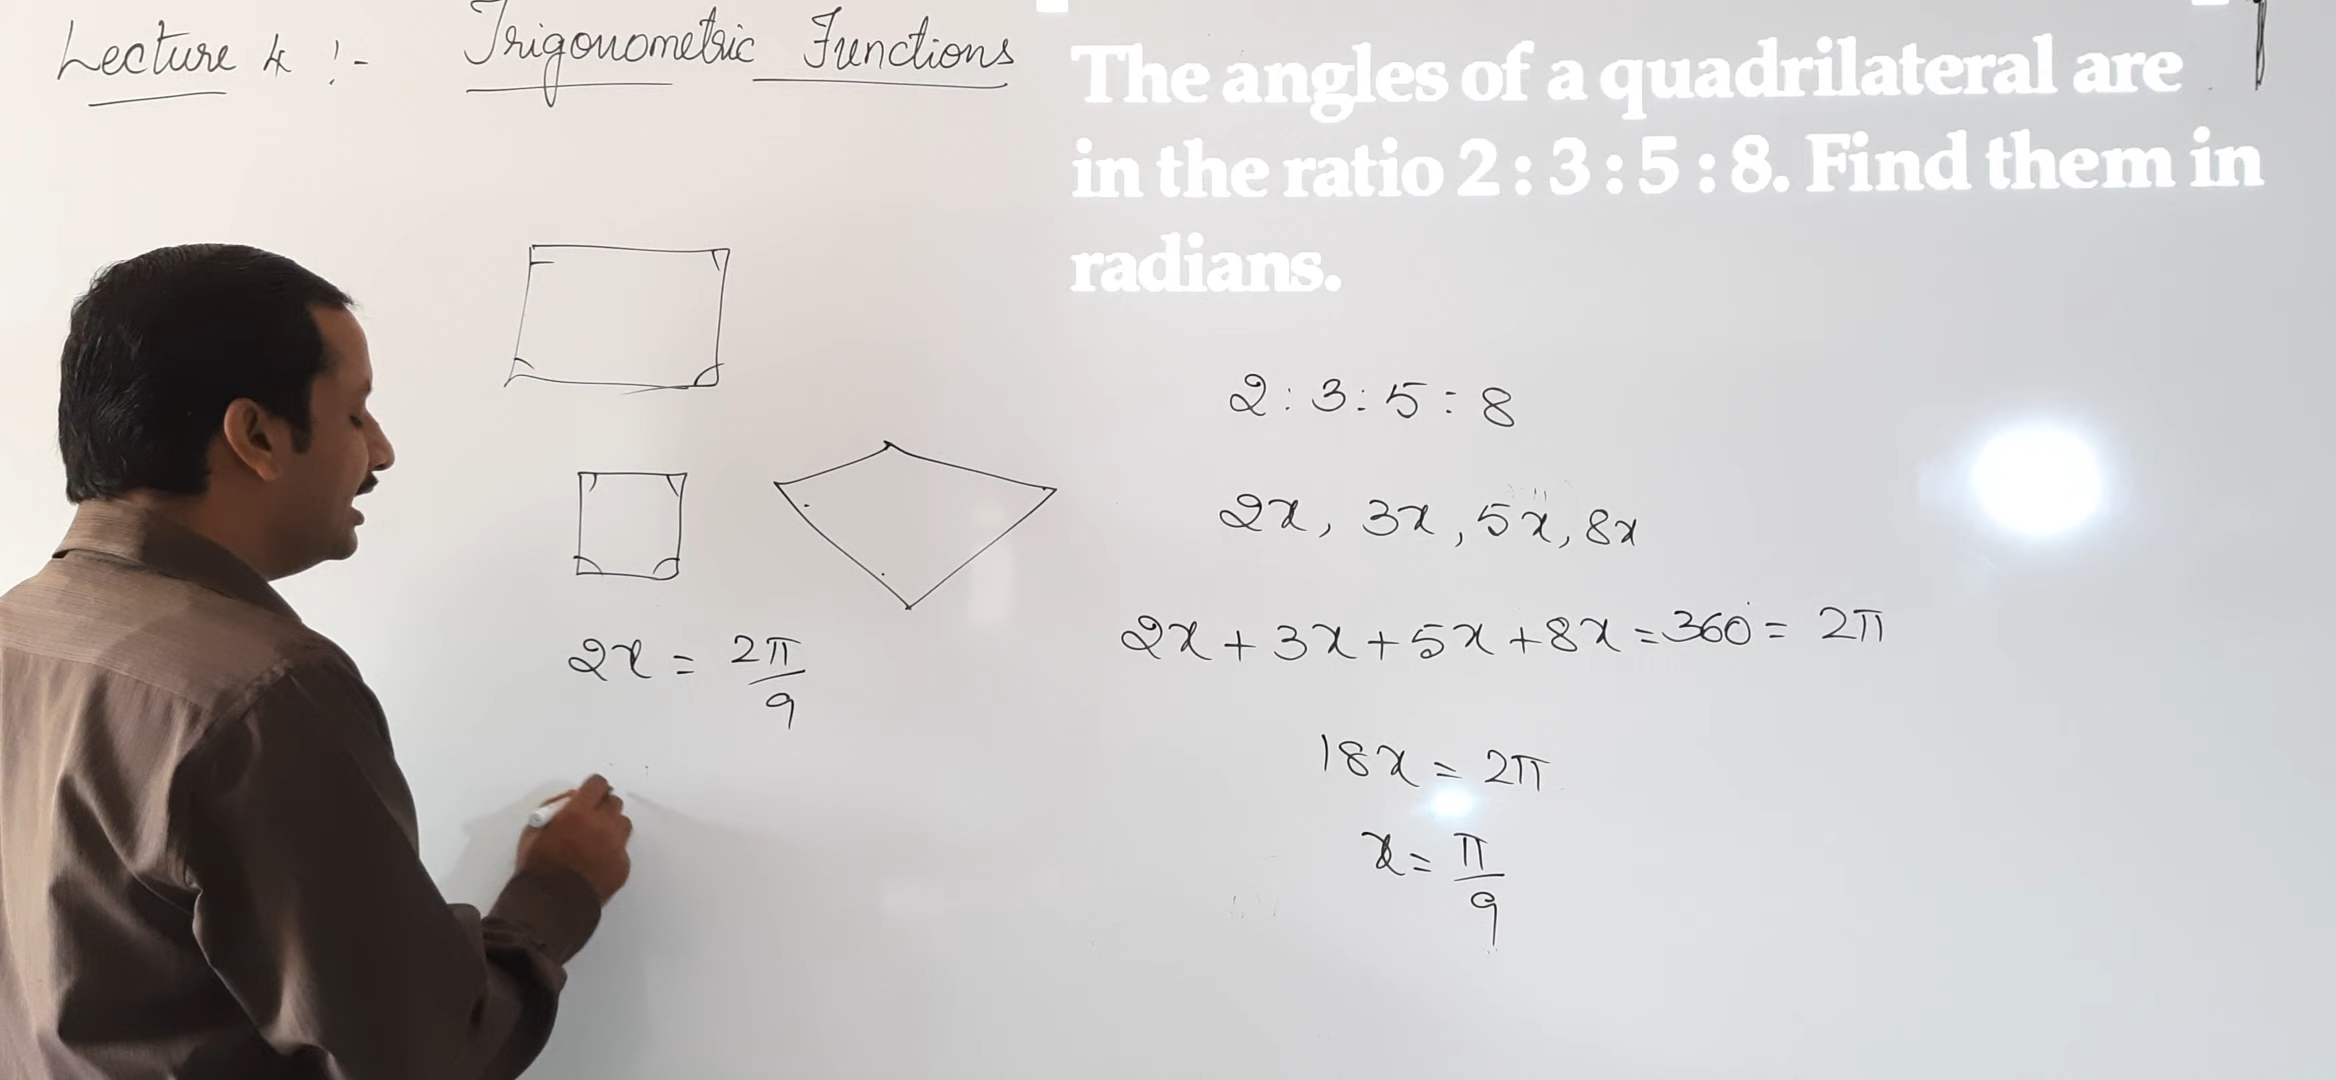 Lecture 4 :- Trigonometric Functions
The angles of a quadrilateral are
in the ratio 2 : 3 : 5 : 8. Find them in
radians.
2 : 3 : 5 : 8
2x, 3x, 5x, 8x
2x + 3x + 5x + 8x = 360° = 2π
18x = 2π
x = π/9
2x = 2π/9